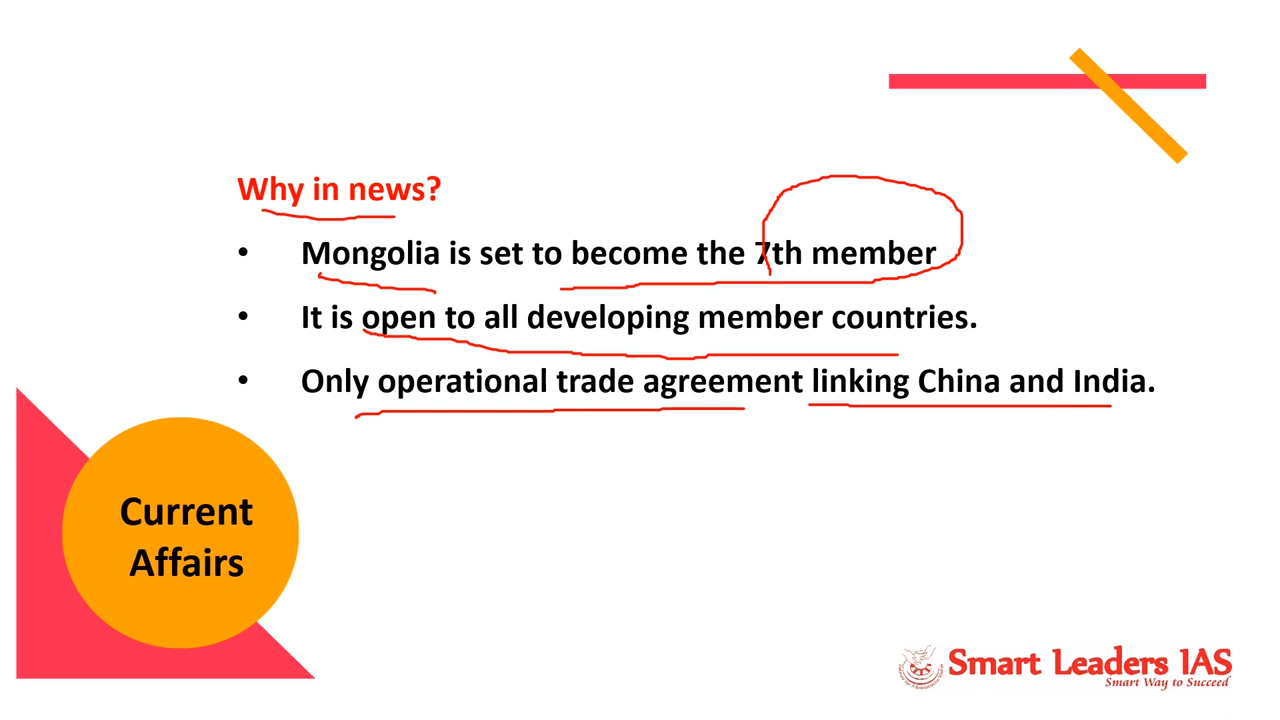 Why in news?
• Mongolia is set to become the 7th member
• It is open to all developing member countries.
• Only operational trade agreement linking China and India.
Current
Affairs
Smart Leaders IAS
Smart Way to Succeed